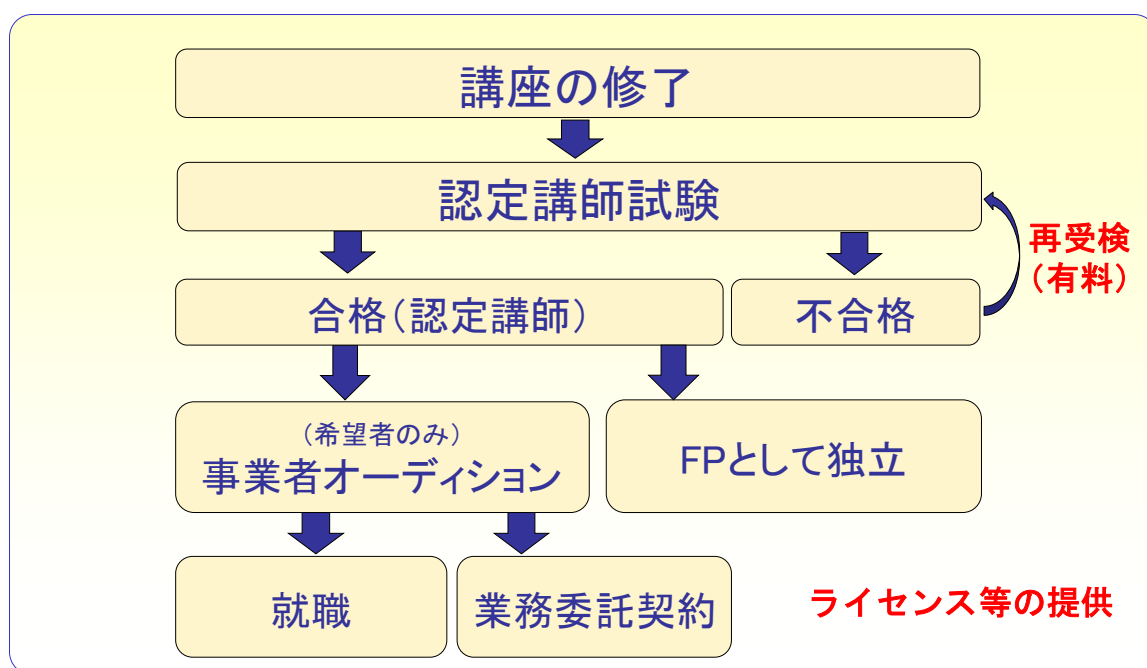 講座の修了
認定講師試験
再受検
（有料）
合格（認定講師）
不合格
（希望者のみ）
事業者オーディション
FPとして独立
就職
業務委託契約
ライセンス等の提供